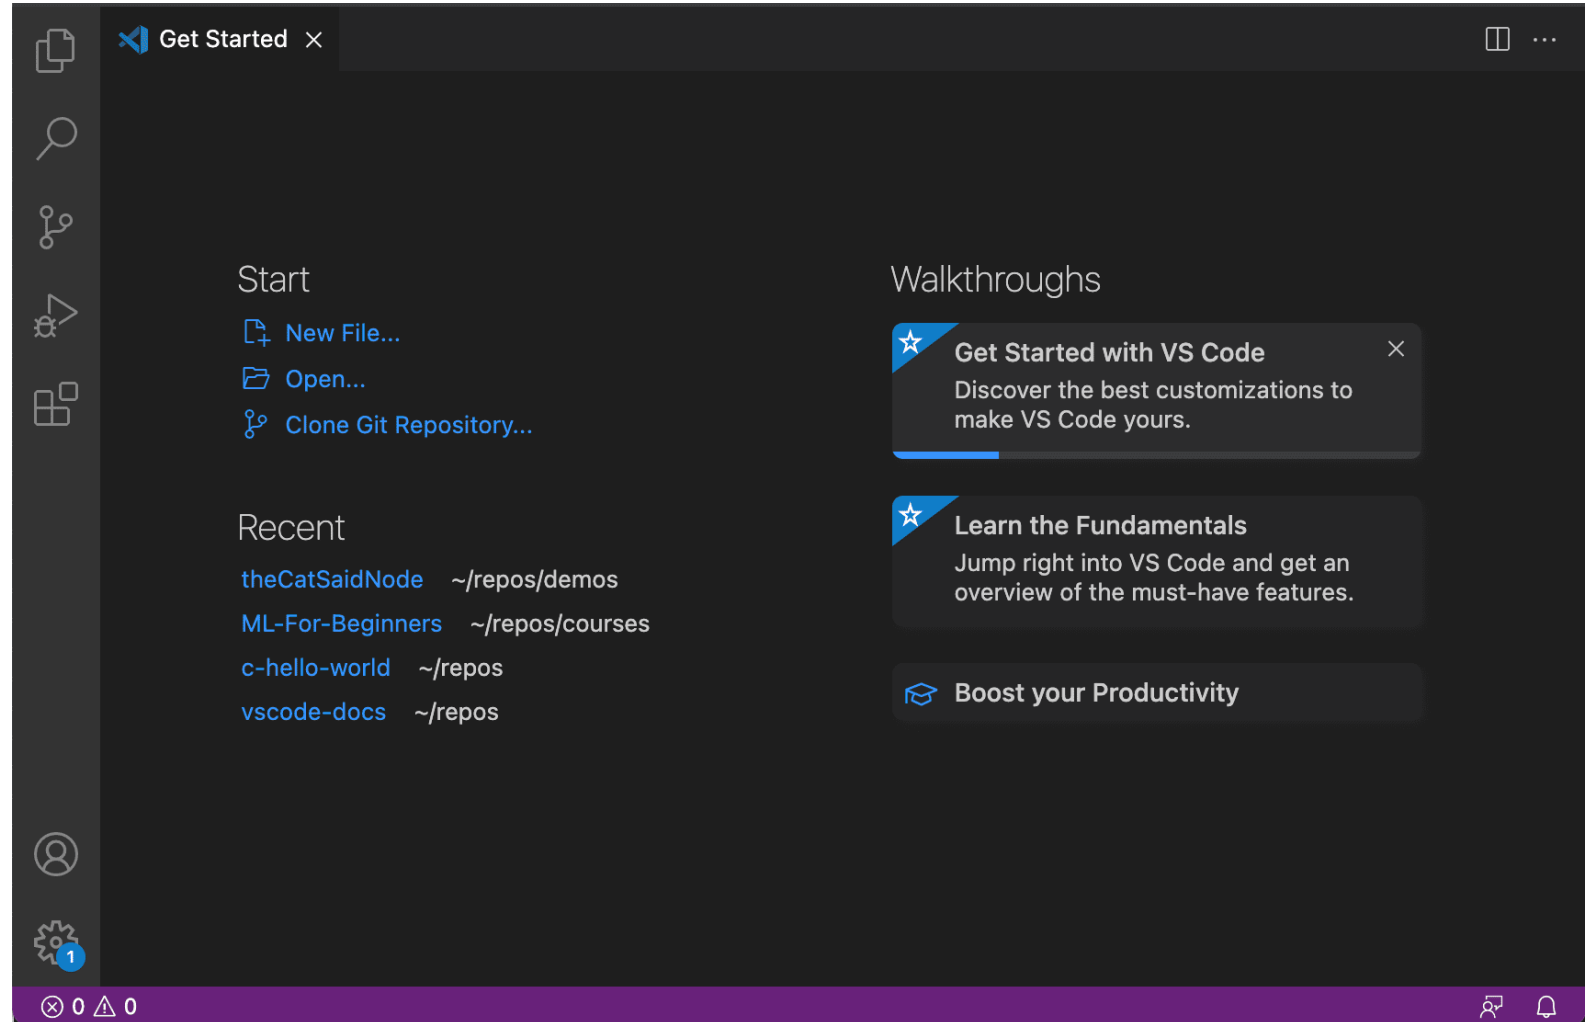 Get Started
Start
New File...
Open...
Clone Git Repository...
Recent
theCatSaidNode ~/repos/demos
ML-For-Beginners ~/repos/courses
c-hello-world ~/repos
vscode-docs ~/repos
Walkthroughs
Get Started with VS Code
Discover the best customizations to
make VS Code yours.
Learn the Fundamentals
Jump right into VS Code and get an
overview of the must-have features.
Boost your Productivity
1
0 0